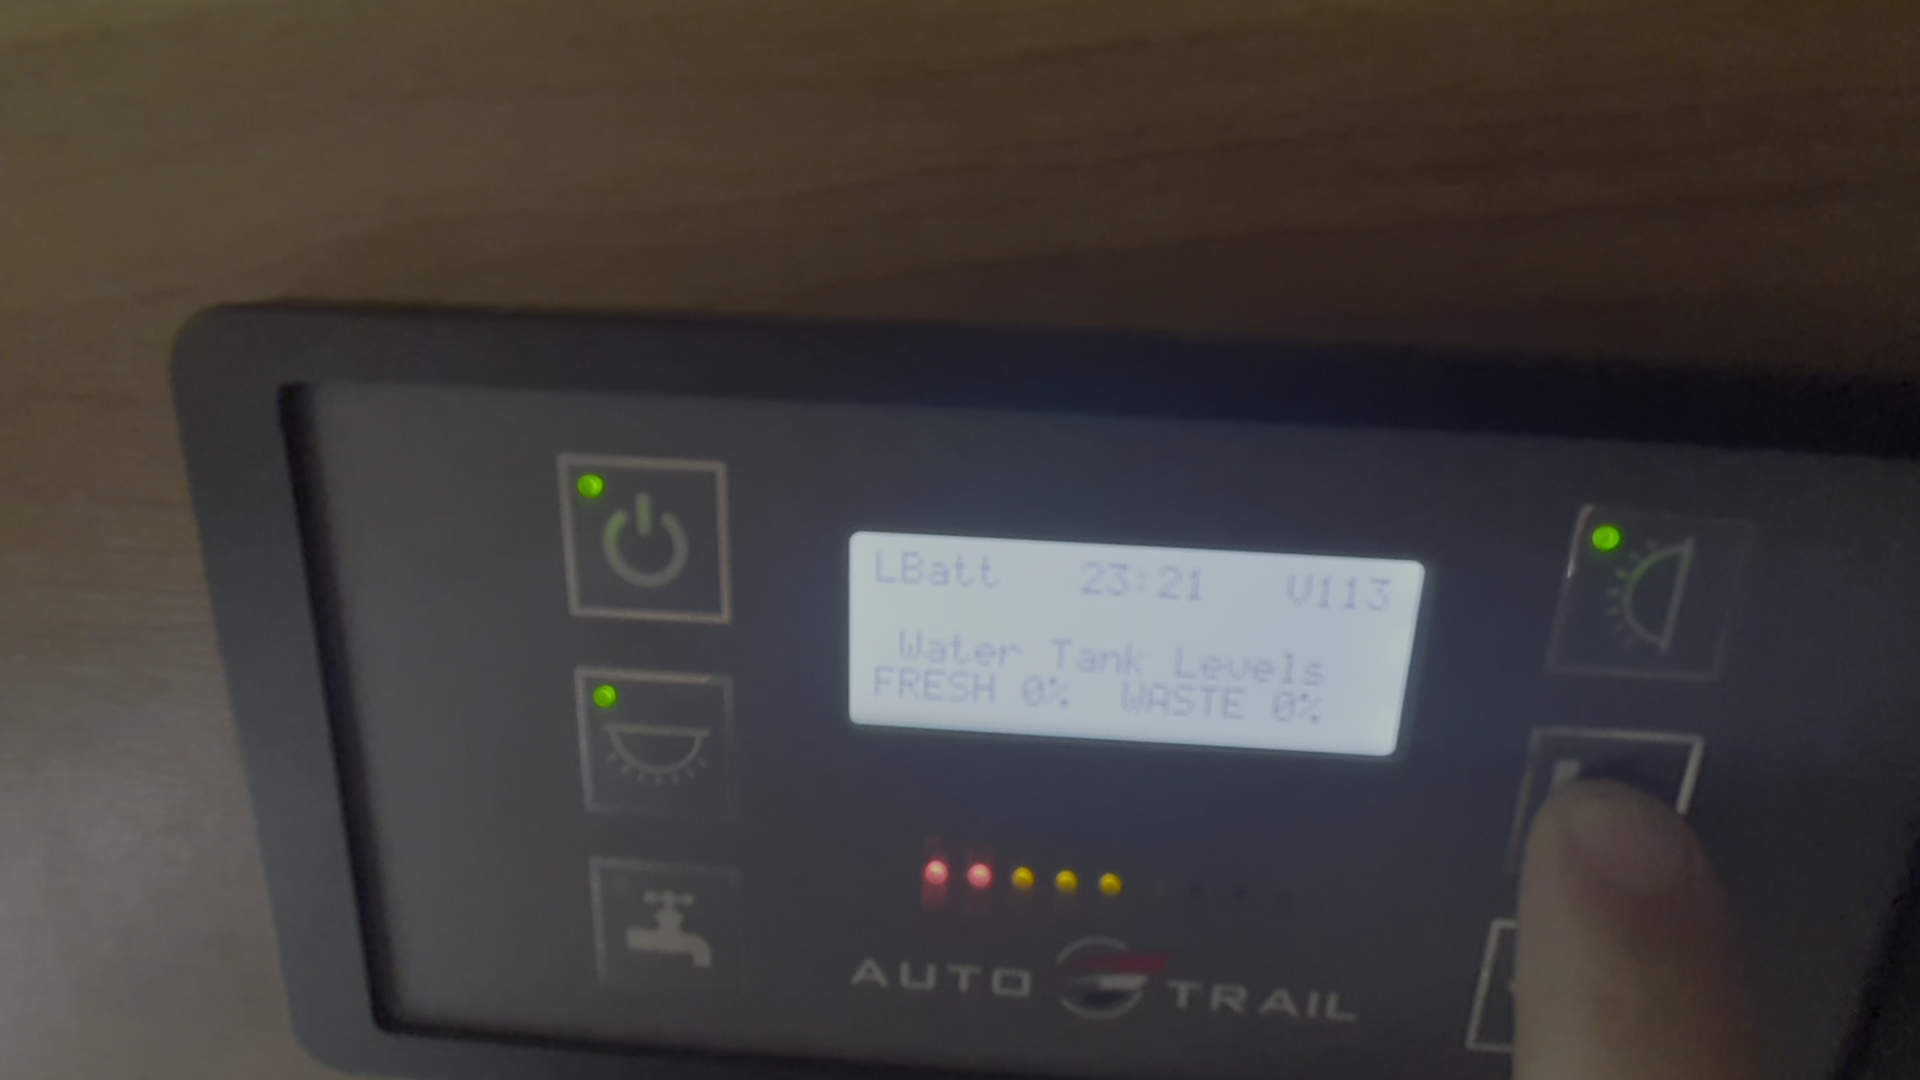 LBatt 23:21 V113
Water Tank Levels
FRESH 0% WASTE 0%
AUTO TRAIL